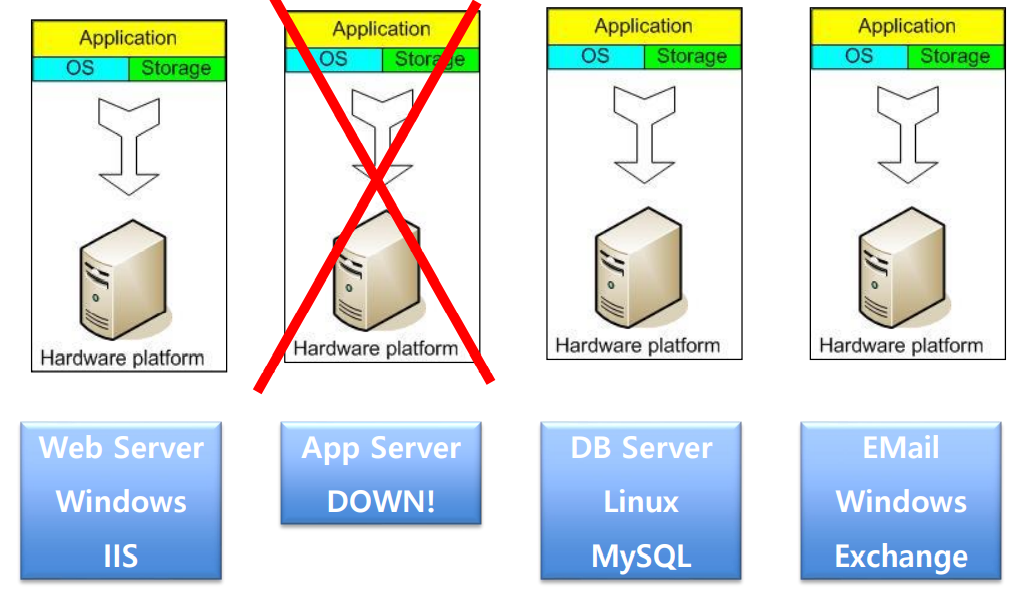 Application
OS Storage
Hardware platform
Application
OS Storage
Hardware platform
Application
OS Storage
Hardware platform
Application
OS Storage
Hardware platform
Web Server
Windows
IIS
App Server
DOWN!
DB Server
Linux
MySQL
EMail
Windows
Exchange